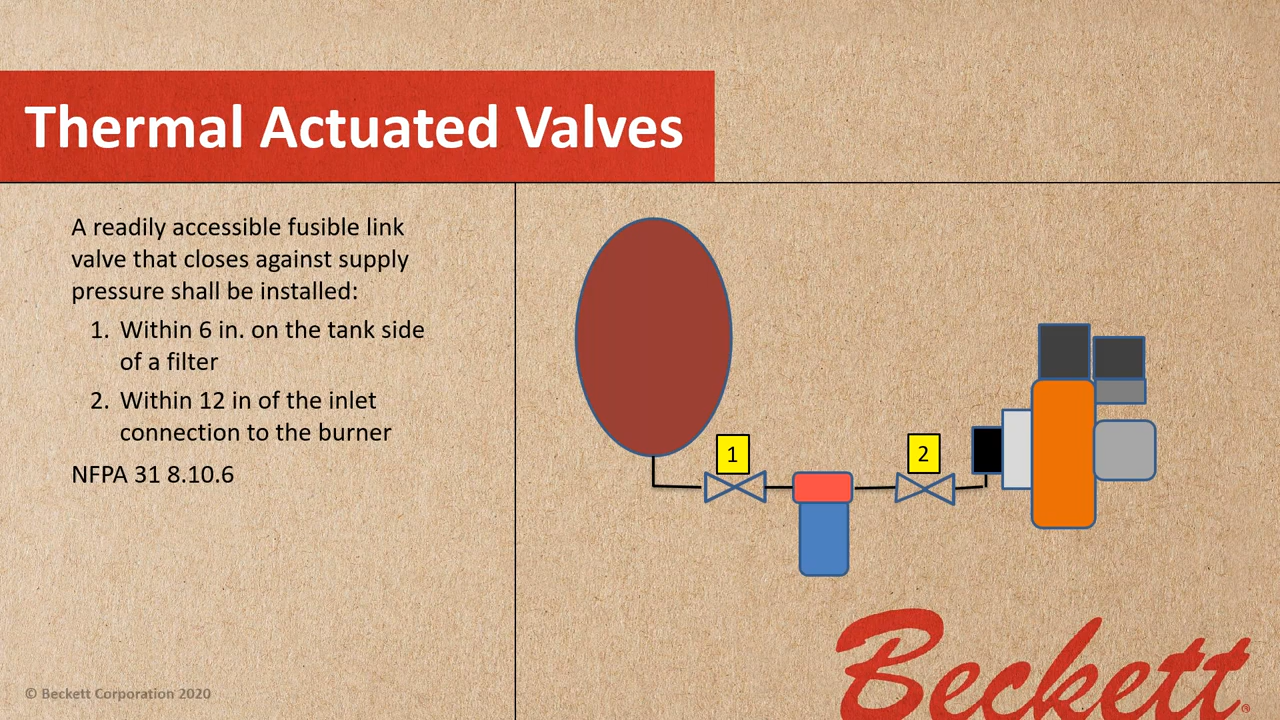 Thermal Actuated Valves
A readily accessible fusible link
valve that closes against supply
pressure shall be installed:
1. Within 6 in. on the tank side
of a filter
2. Within 12 in of the inlet
connection to the burner
NFPA 31 8.10.6
1
2
© Beckett Corporation 2020
Beckett®